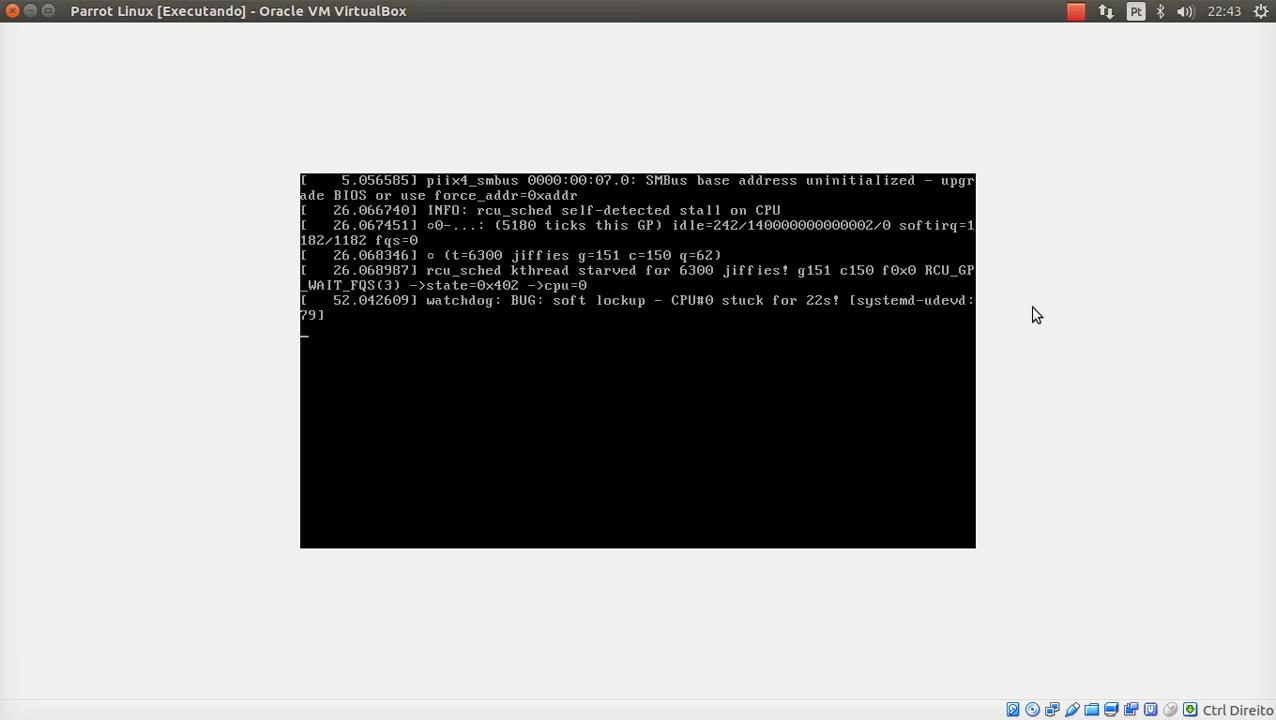 Parrot Linux [Executando] - Oracle VM VirtualBox
Pt
22:43
[    5.056585] piix4_smbus 0000:00:07.0: SMBus base address uninitialized - upgr
ade BIOS or use force_addr=0xaddr
[   26.066740] INFO: rcu_sched self-detected stall on CPU
[   26.067451] o0-...: (5180 ticks this GP) idle=242/140000000000002/0 softirq=1
182/1182 fqs=0
[   26.068346] o (t=6300 jiffies g=151 c=150 q=62)
[   26.068987] rcu_sched kthread starved for 6300 jiffies! g151 c150 f0x0 RCU_GP
_WAIT_FQS(3) ->state=0x402 ->cpu=0
[   52.042609] watchdog: BUG: soft lockup - CPU#0 stuck for 22s! [systemd-udevd:
79]
_
Ctrl Direito